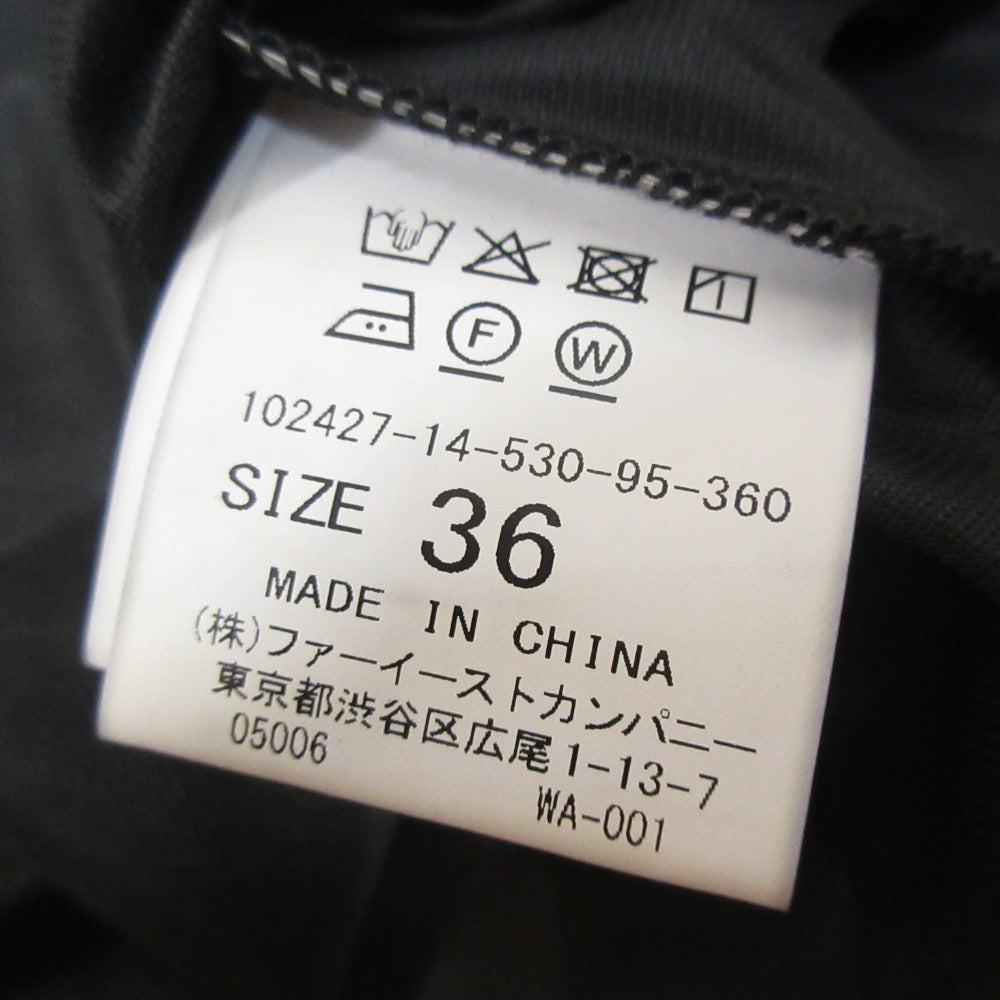 F W
102427-14-530-95-360
SIZE 36
MADE IN CHINA
(株)ファーイーストカンパニー
東京都渋谷区広尾1-13-7
05006
WA-001